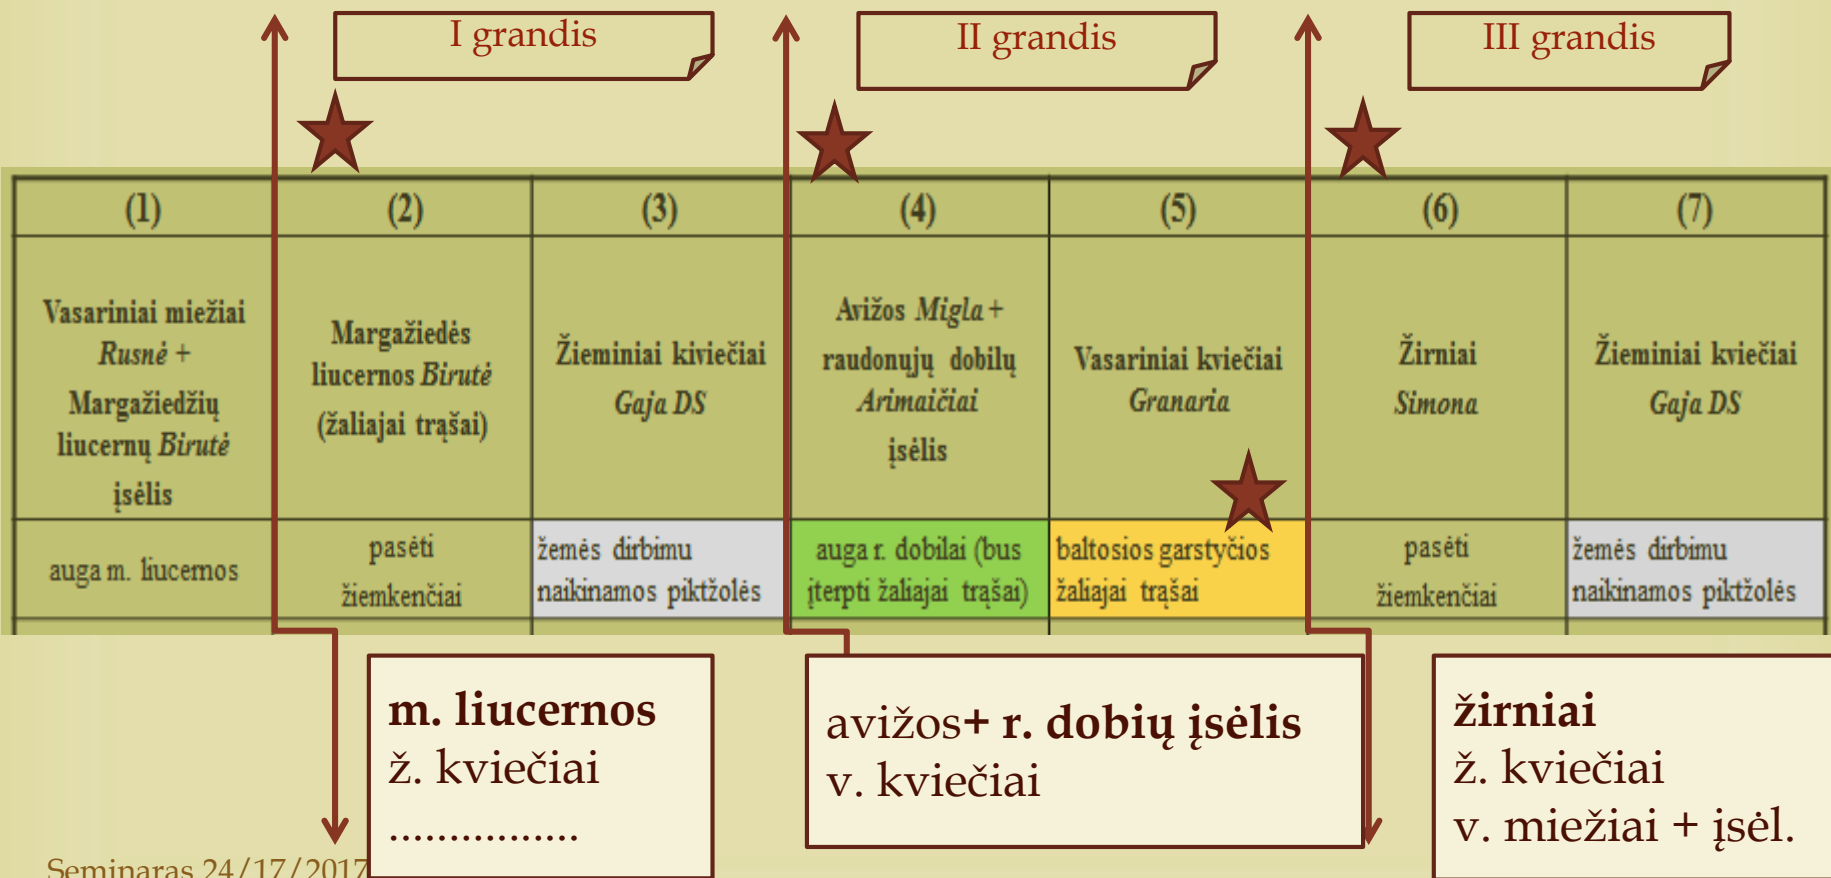 I grandis
II grandis
III grandis
(1)
(2)
(3)
(4)
(5)
(6)
(7)
Vasariniai miežiai
Rusnė +
Margažiedžių
liucernų Birutė
įsėlis
Margažiedės
liucernos Birutė
(žaliajai trąšai)
Žieminiai kiviečiai
Gaja DS
Avižos Migla +
raudonųjų dobilų
Arimaičiai
įsėlis
Vasariniai kviečiai
Granaria
Žirniai
Simona
Žieminiai kviečiai
Gaja DS
auga m. liucernos
pasėti
žiemkenčiai
žemės dirbimu
naikinamos piktžolės
auga r. dobilai (bus
įterpti žaliajai trąšai)
baltosios garstyčios
žaliajai trąšai
pasėti
žiemkenčiai
žemės dirbimu
naikinamos piktžolės
m. liucernos
ž. kviečiai
................
avižos+ r. dobių įsėlis
v. kviečiai
žirniai
ž. kviečiai
v. miežiai + įsėl.
Seminaras 24/17/2017